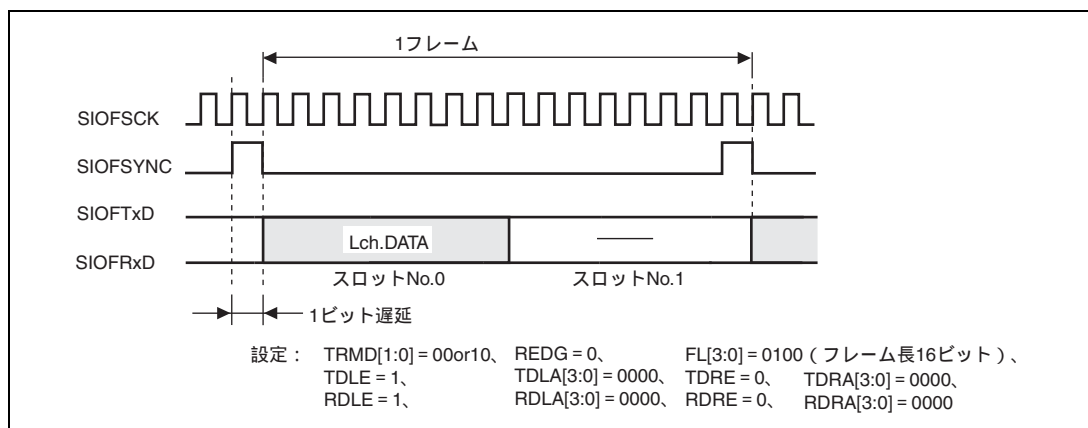 1フレーム
SIOFSCK
SIOFSYNC
SIOFTxD
Lch.DATA
SIOFRxD
スロットNo.0 スロットNo.1
1ビット遅延
設定： TRMD[1:0] = 00or10、 REDG = 0、 FL[3:0] = 0100（フレーム長16ビット）、
TDLE = 1、 TDLA[3:0] = 0000、 TDRE = 0、 TDRA[3:0] = 0000、
RDLE = 1、 RDLA[3:0] = 0000、 RDRE = 0、 RDRA[3:0] = 0000